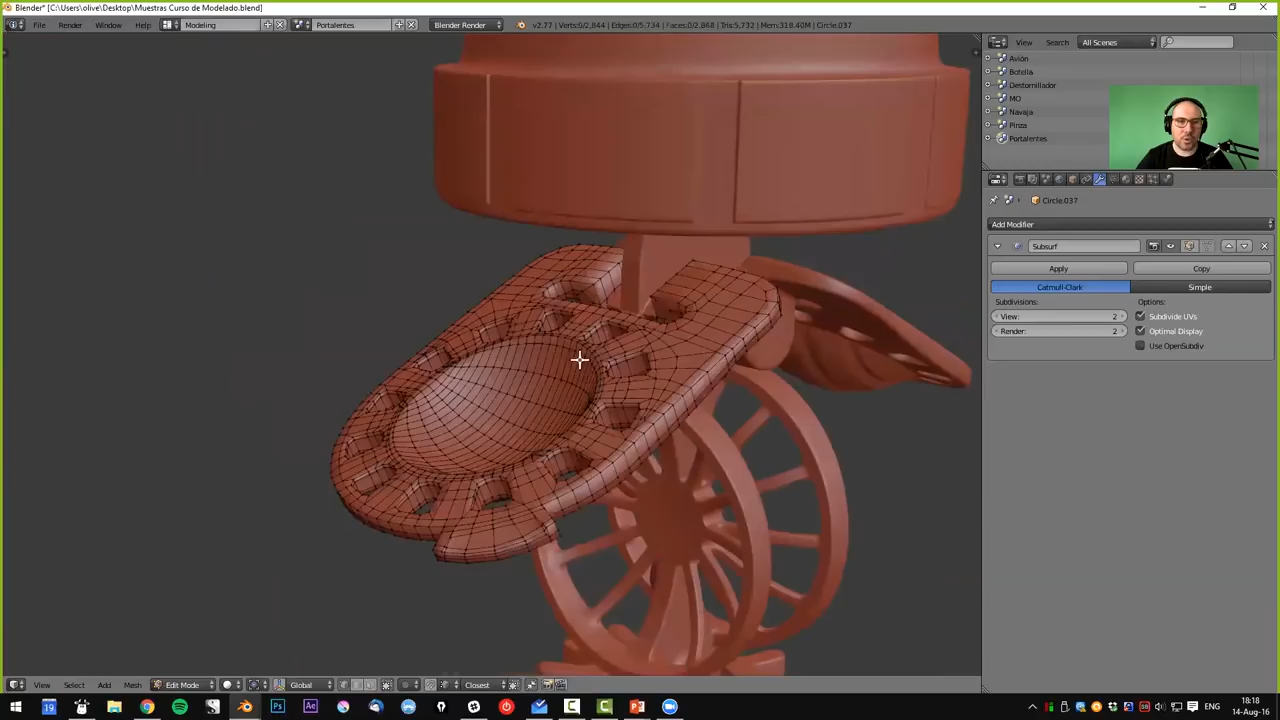 Blender* [C:\Users\olive\Desktop\Muestras Curso de Modelado.blend]
File Render Window Help Modeling Portalentes Blender Render v2.77 | Verts:0/2,844 | Edges:0/5,734 | Faces:0/2,868 | Tris:5,732 | Mem:318.40M | Circle.037
View Search All Scenes
Avión
Botella
Destornillador
MO
Navaja
Pinza
Portalentes
Circle.037
Add Modifier
Subsurf
Apply Copy
Catmull-Clark Simple
Subdivisions: Options:
View: 2 Subdivide UVs
Render: 2 Optimal Display
Use OpenSubdiv
View Select Add Mesh Edit Mode Global Closest
19 Ps Ae ENG
18:18
14-Aug-16